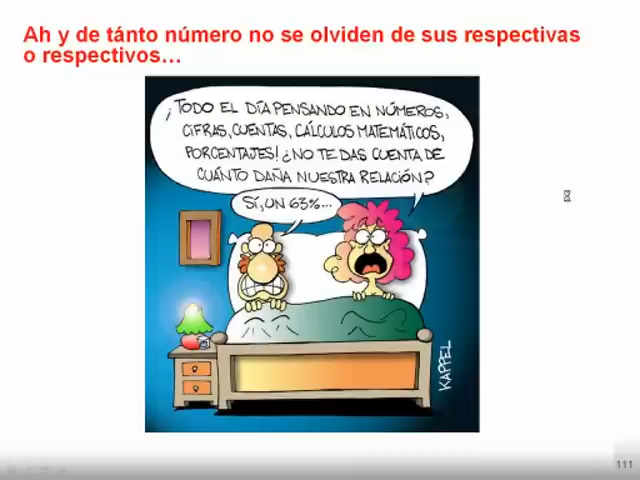 Ah y de tánto número no se olviden de sus respectivas
o respectivos...
¡TODO EL DÍA PENSANDO EN NÚMEROS,
CIFRAS, CUENTAS, CÁLCULOS MATEMÁTICOS,
PORCENTAJES! ¿NO TE DAS CUENTA DE
CUÁNTO DAÑA NUESTRA RELACIÓN?
SÍ, UN 63%...
KAPPEL
111